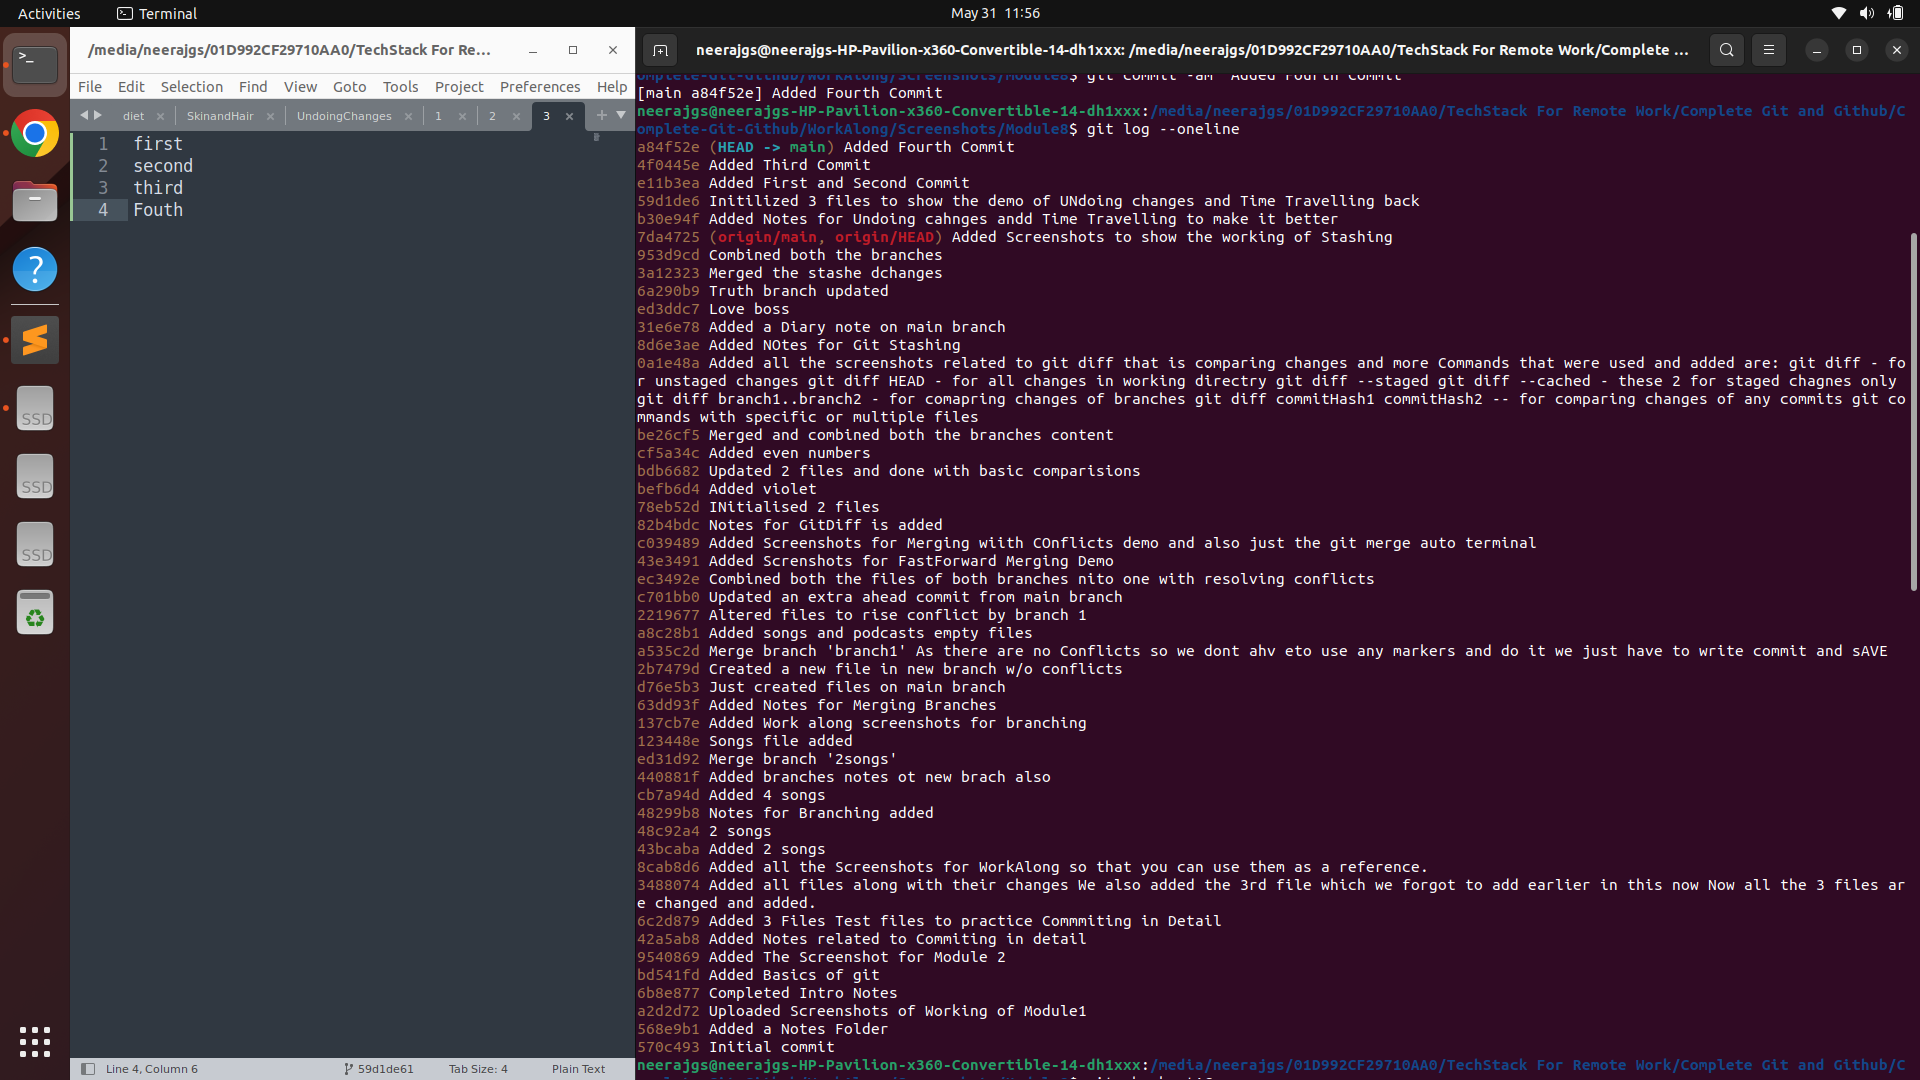 Activities
Terminal
May 31 11:56
/media/neerajgs/01D992CF29710AA0/TechStack For Re...
File Edit Selection Find View Goto Tools Project Preferences Help
diet SkinandHair UndoingChanges 1 2 3
1 first
2 second
3 third
4 Fouth
SSD
SSD
SSD
Line 4, Column 6
59d1de61
Tab Size: 4
Plain Text
neerajgs@neerajgs-HP-Pavilion-x360-Convertible-14-dh1xxx: /media/neerajgs/01D992CF29710AA0/TechStack For Remote Work/Complete ...
omplete-Git-Github/WorkAlong/Screenshots/Module8$ git commit -am "Added Fourth Commit"
[main a84f52e] Added Fourth Commit
neerajgs@neerajgs-HP-Pavilion-x360-Convertible-14-dh1xxx:/media/neerajgs/01D992CF29710AA0/TechStack For Remote Work/Complete Git and Github/C
omplete-Git-Github/WorkAlong/Screenshots/Module8$ git log --oneline
a84f52e (HEAD -> main) Added Fourth Commit
4f0445e Added Third Commit
e11b3ea Added First and Second Commit
59d1de6 Initilized 3 files to show the demo of UNdoing changes and Time Travelling back
b30e94f Added Notes for Undoing cahnges andd Time Travelling to make it better
7da4725 (origin/main, origin/HEAD) Added Screenshots to show the working of Stashing
953d9cd Combined both the branches
3a12323 Merged the stashe dchanges
6a290b9 Truth branch updated
ed3ddc7 Love boss
31e6e78 Added a Diary note on main branch
8d6e3ae Added NOtes for Git Stashing
0a1e48a Added all the screenshots related to git diff that is comparing changes and more Commands that were used and added are: git diff - fo
r unstaged changes git diff HEAD - for all changes in working directry git diff --staged git diff --cached - these 2 for staged chagnes only
git diff branch1..branch2 - for comapring changes of branches git diff commitHash1 commitHash2 -- for comparing changes of any commits git co
mmands with specific or multiple files
be26cf5 Merged and combined both the branches content
cf5a34c Added even numbers
bdb6682 Updated 2 files and done with basic comparisions
befb6d4 Added violet
78eb52d INitialised 2 files
82b4bdc Notes for GitDiff is added
c039489 Added Screenshots for Merging wiith COnflicts demo and also just the git merge auto terminal
43e3491 Added Screnshots for FastForward Merging Demo
ec3492e Combined both the files of both branches nito one with resolving conflicts
c701bb0 Updated an extra ahead commit from main branch
2219677 Altered files to rise conflict by branch 1
a8c28b1 Added songs and podcasts empty files
a535c2d Merge branch 'branch1' As there are no Conflicts so we dont ahv eto use any markers and do it we just have to write commit and sAVE
2b7479d Created a new file in new branch w/o conflicts
d76e5b3 Just created files on main branch
63dd93f Added Notes for Merging Branches
137cb7e Added Work along screenshots for branching
123448e Songs file added
ed31d92 Merge branch '2songs'
440881f Added branches notes ot new brach also
cb7a94d Added 4 songs
48299b8 Notes for Branching added
48c92a4 2 songs
43bcaba Added 2 songs
8cab8d6 Added all the Screenshots for WorkAlong so that you can use them as a reference.
3488074 Added all files along with their changes We also added the 3rd file which we forgot to add earlier in this now Now all the 3 files ar
e changed and added.
6c2d879 Added 3 Files Test files to practice Commmiting in Detail
42a5ab8 Added Notes related to Commiting in detail
9540869 Added The Screenshot for Module 2
bd541fd Added Basics of git
6b8e877 Completed Intro Notes
a2d2d72 Uploaded Screenshots of Working of Module1
568e9b1 Added a Notes Folder
570c493 Initial commit
neerajgs@neerajgs-HP-Pavilion-x360-Convertible-14-dh1xxx:/media/neerajgs/01D992CF29710AA0/TechStack For Remote Work/Complete Git and Github/C